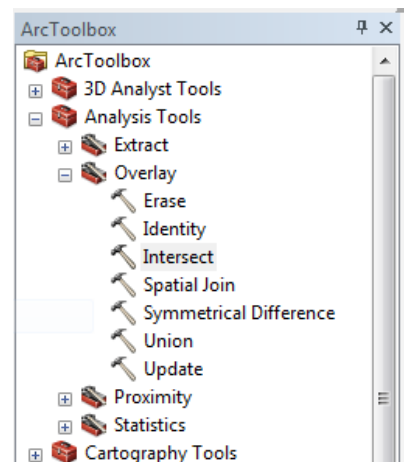 ArcToolbox
ArcToolbox
3D Analyst Tools
Analysis Tools
Extract
Overlay
Erase
Identity
Intersect
Spatial Join
Symmetrical Difference
Union
Update
Proximity
Statistics
Cartography Tools